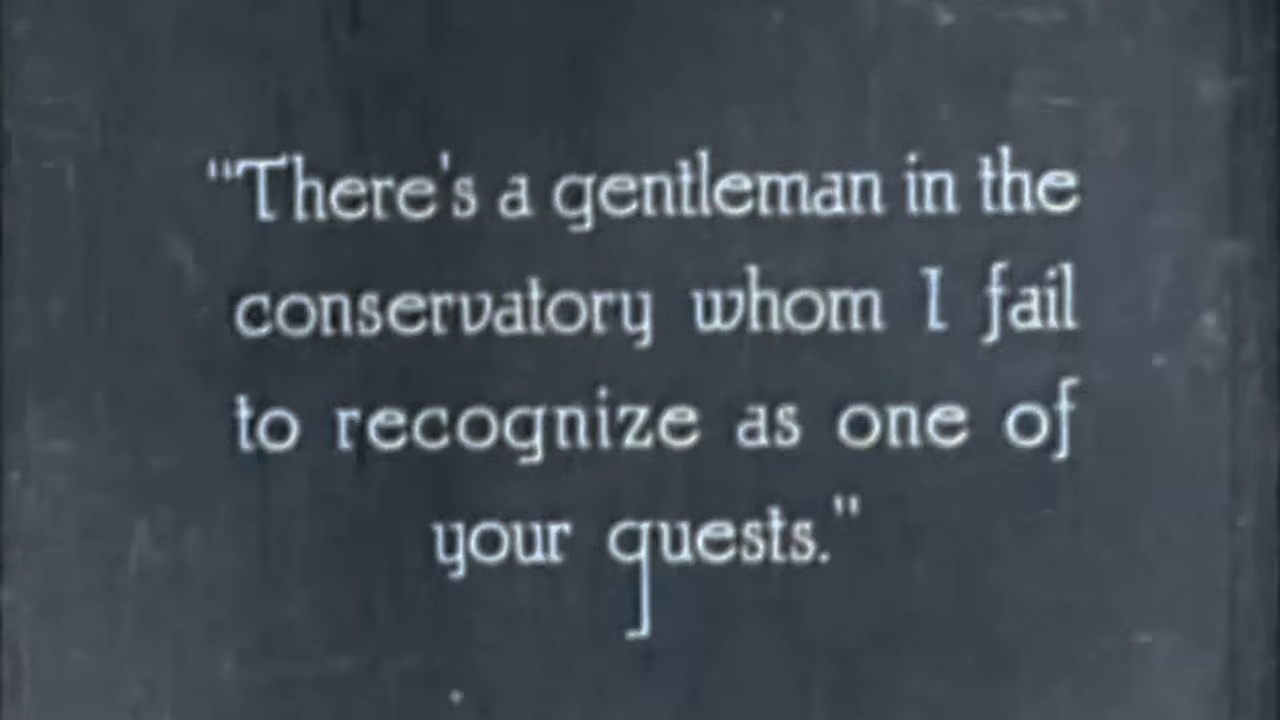 "There's a gentleman in the
conservatory whom I fail
to recognize as one of
your guests."